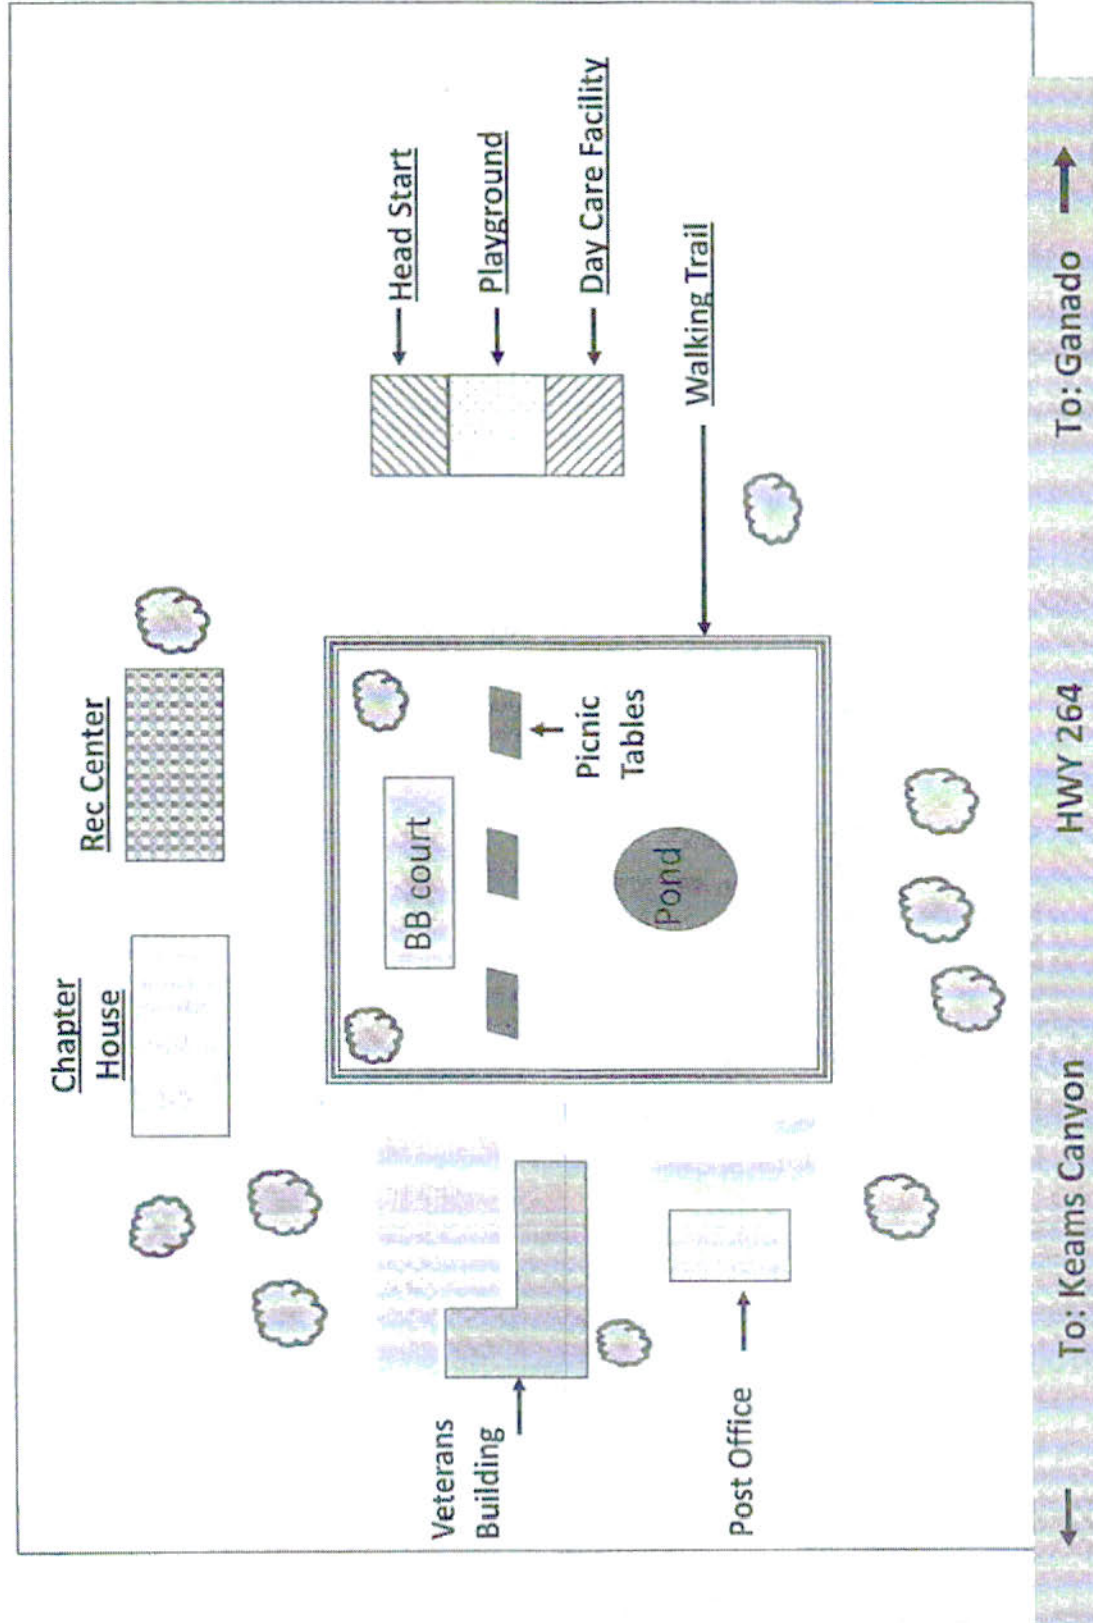 Chapter
House
Rec Center
Head Start
Playground
Day Care Facility
Walking Trail
BB court
Picnic
Tables
Pond
Veterans
Building
Post Office
To: Keams Canyon
HWY 264
To: Ganado